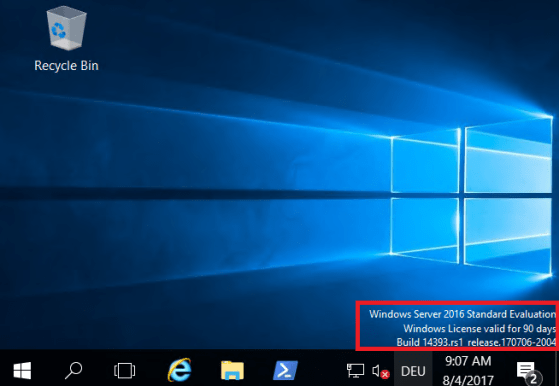 Recycle Bin
Windows Server 2016 Standard Evaluation
Windows License valid for 90 days
Build 14393.rs1_release.170706-2004
DEU
9:07 AM
8/4/2017
2